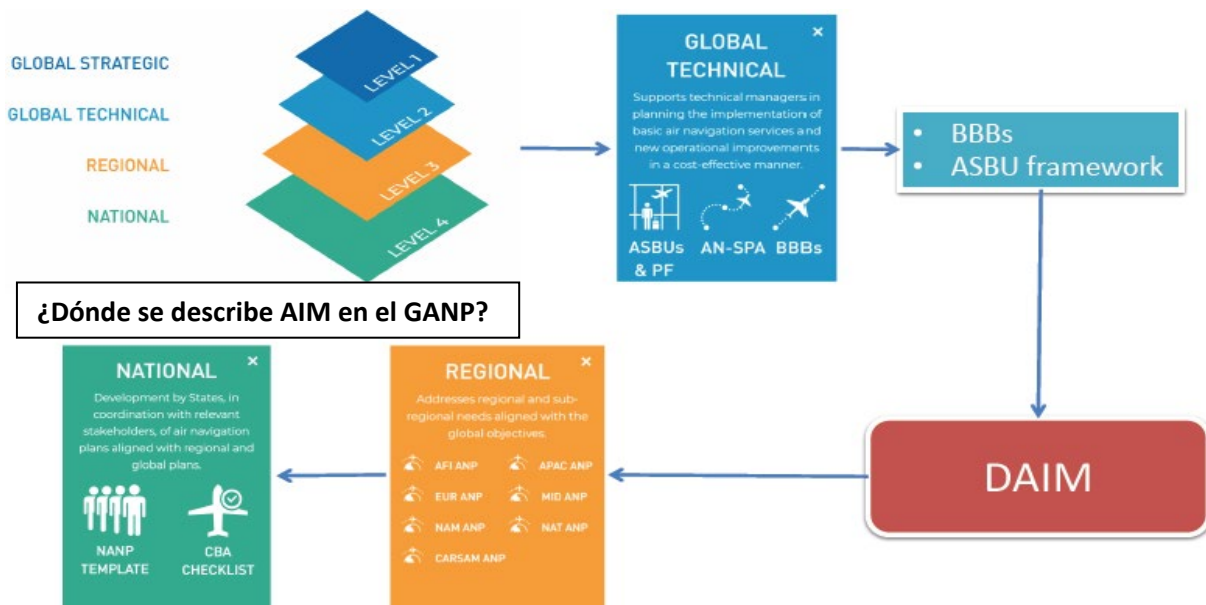 GLOBAL STRATEGIC
GLOBAL TECHNICAL
REGIONAL
NATIONAL
LEVEL 1
LEVEL 2
LEVEL 3
LEVEL 4
×
GLOBAL
TECHNICAL
Supports technical managers in
planning the implementation of
basic air navigation services and
new operational improvements
in a cost-effective manner.
ASBUs
& PF
AN-SPA
BBBs
• BBBs
• ASBU framework
¿Dónde se describe AIM en el GANP?
NATIONAL ×
Development by States, in
coordination with relevant
stakeholders, of air navigation
plans aligned with regional and
global plans.
NANP
TEMPLATE
CBA
CHECKLIST
REGIONAL ×
Addresses regional and sub-
regional needs aligned with the
global objectives.
AFI ANP APAC ANP
EUR ANP MID ANP
NAM ANP NAT ANP
CARSAM ANP
DAIM